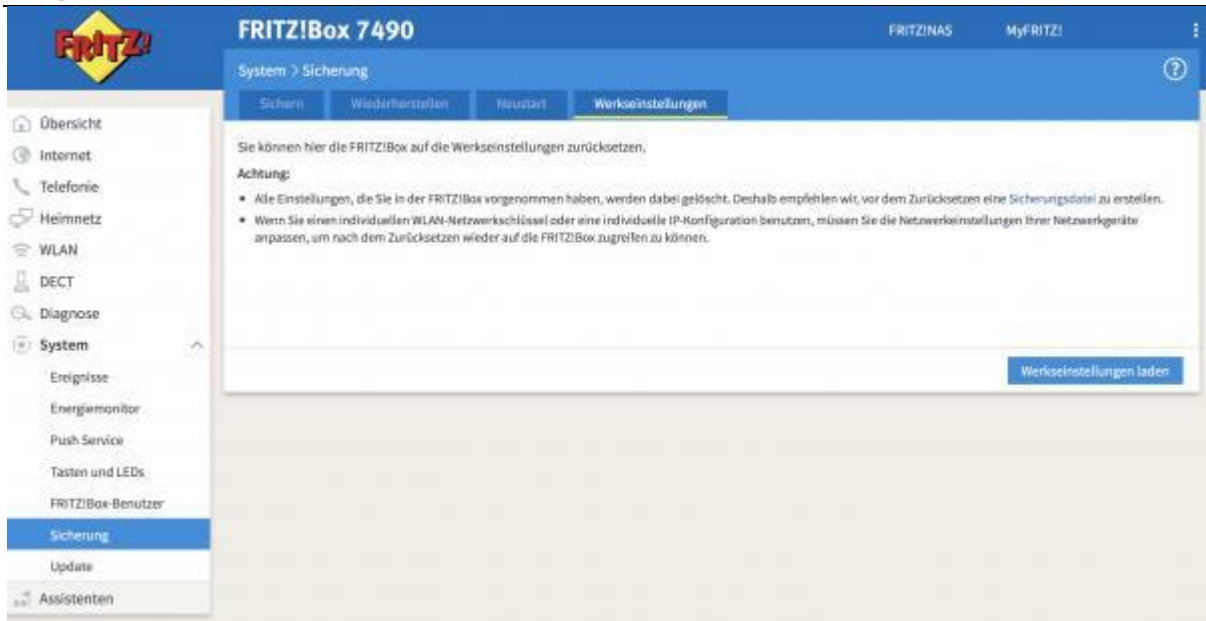 FRITZ!
FRITZ!Box 7490
FRITZ!NAS
MyFRITZ!
System > Sicherung
Sichern
Wiederherstellen
Neustart
Werkseinstellungen
Übersicht
Internet
Telefonie
Heimnetz
WLAN
DECT
Diagnose
System
Ereignisse
Energiemonitor
Push Service
Tasten und LEDs
FRITZ!Box-Benutzer
Sicherung
Update
Assistenten
Sie können hier die FRITZ!Box auf die Werkseinstellungen zurücksetzen.
Achtung:
• Alle Einstellungen, die Sie in der FRITZ!Box vorgenommen haben, werden dabei gelöscht. Deshalb empfehlen wir, vor dem Zurücksetzen eine Sicherungsdatei zu erstellen.
• Wenn Sie einen individuellen WLAN-Netzwerkschlüssel oder eine individuelle IP-Konfiguration benutzen, müssen Sie die Netzwerkeinstellungen Ihrer Netzwerkgeräte
anpassen, um nach dem Zurücksetzen wieder auf die FRITZ!Box zugreifen zu können.
Werkseinstellungen laden